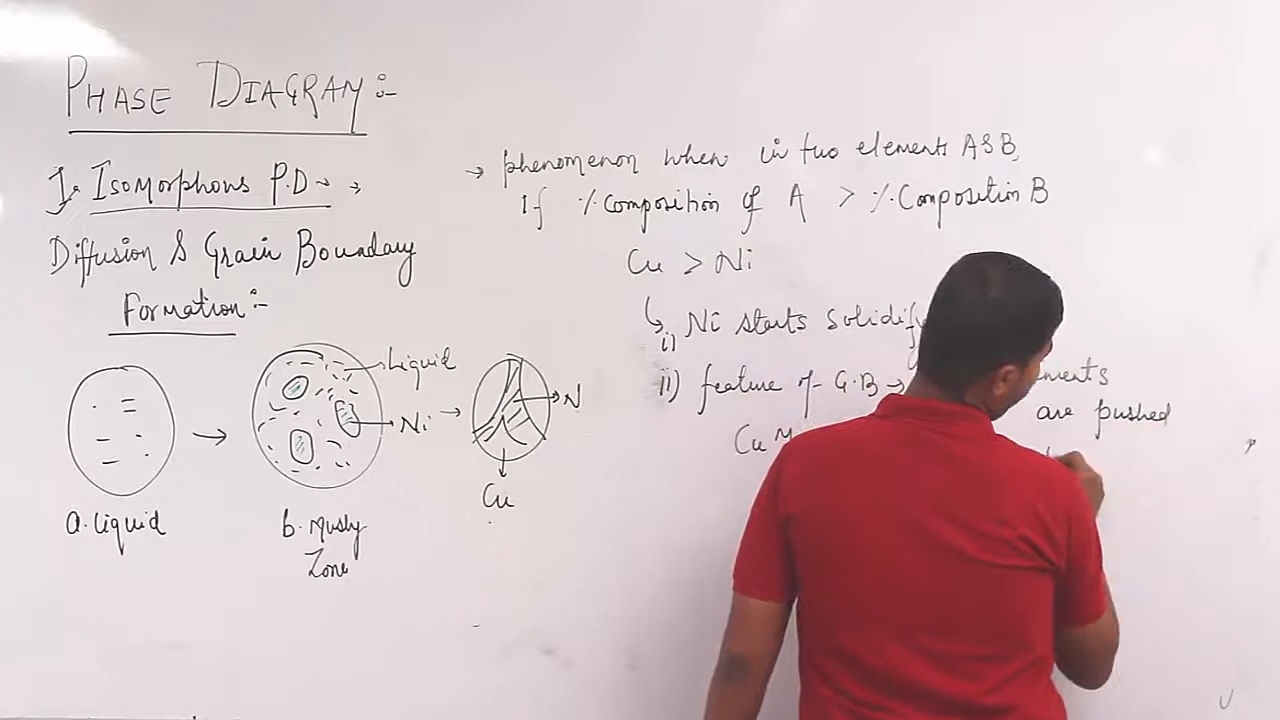 PHASE DIAGRAM:-
I. ISOMORPHOUS P.D → →
Diffusion & Grain Boundary
Formation:-
a. Liquid
Liquid
Ni
b. Mushy
Zone
N
Cu
→ phenomenon when in two elements A & B,
If % Composition of A > % Composition B
Cu > Ni
i) Ni starts
ii) feature of G.B →
are pushed
Cu